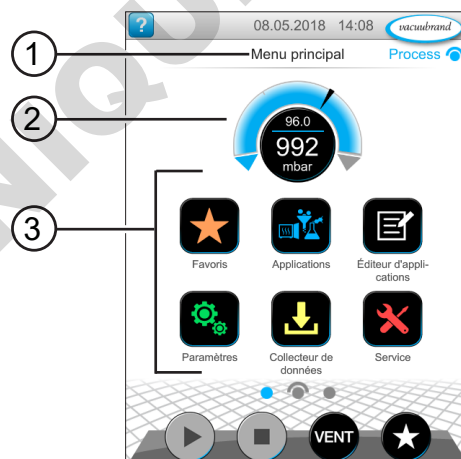 ?
08.05.2018 14:08
vacuubrand
1
Menu principal
Process
2
96.0
992
mbar
3
Favoris
Applications
Éditeur d'appli-
cations
Paramètres
Collecteur de
données
Service
VENT
NIQU